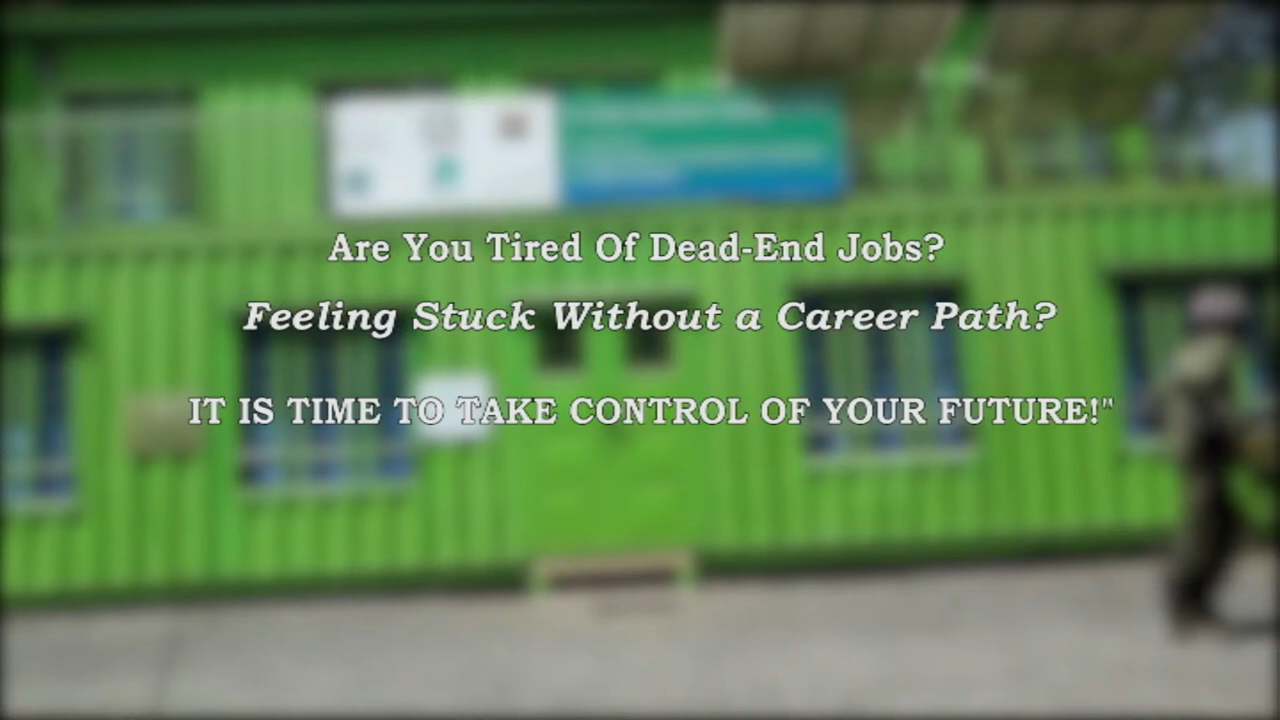 Are You Tired Of Dead-End Jobs?
Feeling Stuck Without a Career Path?
IT IS TIME TO TAKE CONTROL OF YOUR FUTURE!"